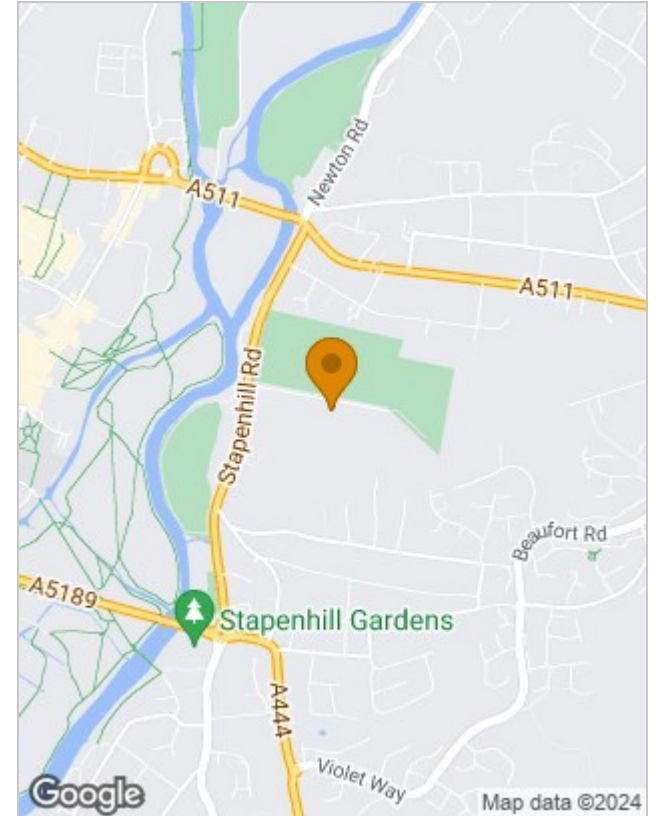 Newton Rd
A511
A511
Stapenhill Rd
Beaufort Rd
A5189
Stapenhill Gardens
A444
Violet Way
Google
Map data ©2024